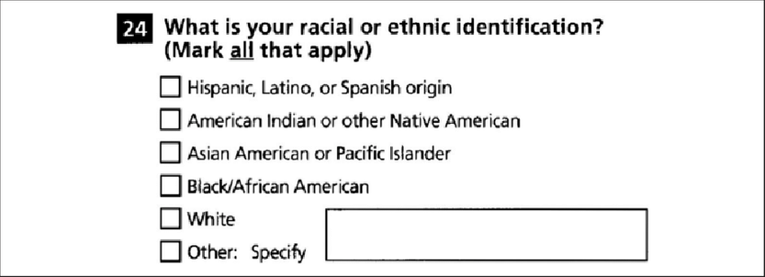 24 What is your racial or ethnic identification?
(Mark all that apply)
Hispanic, Latino, or Spanish origin
American Indian or other Native American
Asian American or Pacific Islander
Black/African American
White
Other: Specify